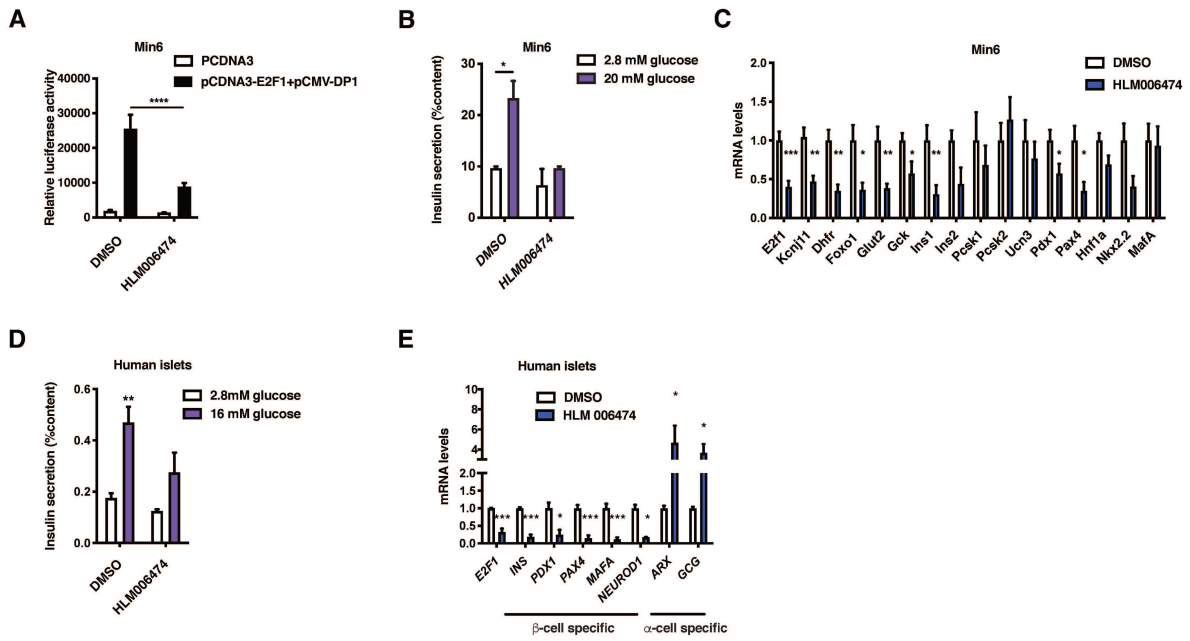 A
Min6
PCDNA3
pCDNA3-E2F1+pCMV-DP1
Relative luciferase activity
40000
30000
20000
10000
0
****
DMSO
HLM006474
B
Min6
2.8 mM glucose
20 mM glucose
Insulin secretion (%content)
30
20
10
0
*
DMSO
HLM006474
C
Min6
DMSO
HLM006474
mRNA levels
2.0
1.5
1.0
0.5
0.0
*** ** ** * ** * ** * *
E2f1
Kcnj11
Dhfr
Foxo1
Glut2
Gck
Ins1
Ins2
Pcsk1
Pcsk2
Ucn3
Pdx1
Pax4
Hnf1a
Nkx2.2
MafA
D
Human islets
2.8mM glucose
16 mM glucose
Insulin secretion (%content)
0.6
0.4
0.2
0.0
**
DMSO
HLM006474
E
Human islets
DMSO
HLM 006474
mRNA levels
10
8
6
4
2.0
1.5
1.0
0.5
0.0
*** *** * *** *** * * *
E2F1
INS
PDX1
PAX4
MAFA
NEUROD1
ARX
GCG
β-cell specific
α-cell specific